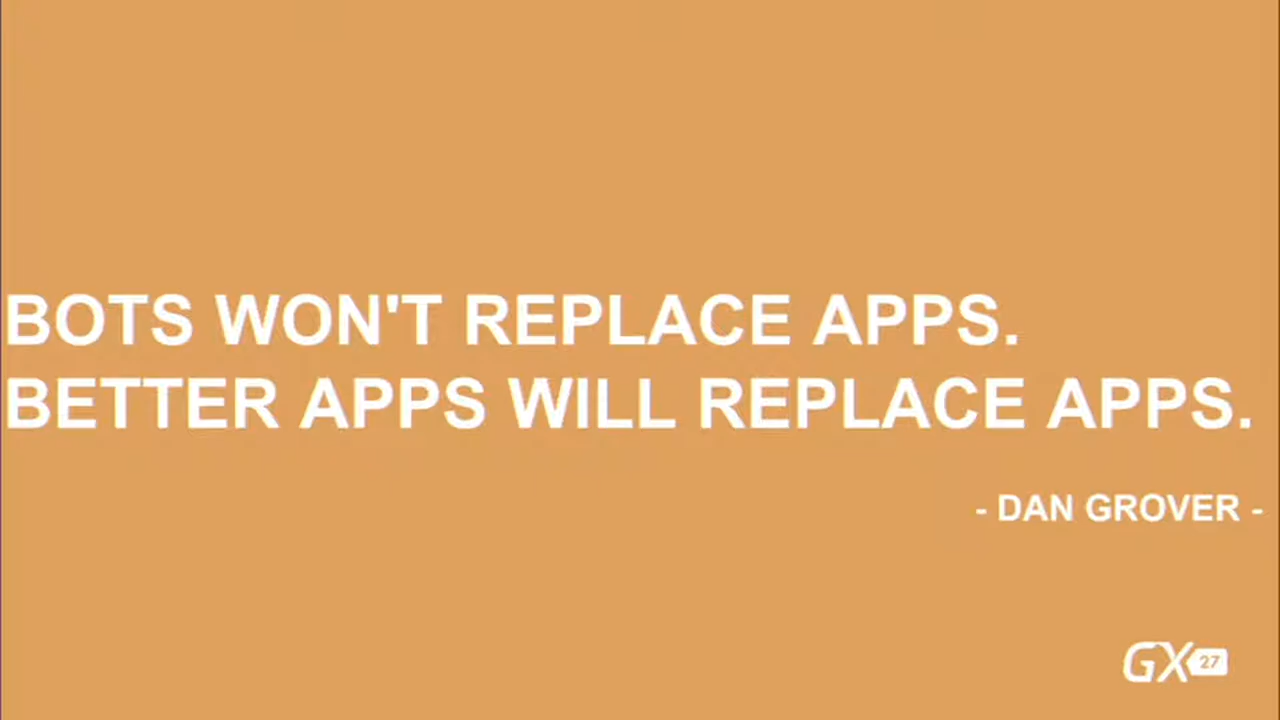 BOTS WON'T REPLACE APPS.
BETTER APPS WILL REPLACE APPS.
- DAN GROVER -
GX 27